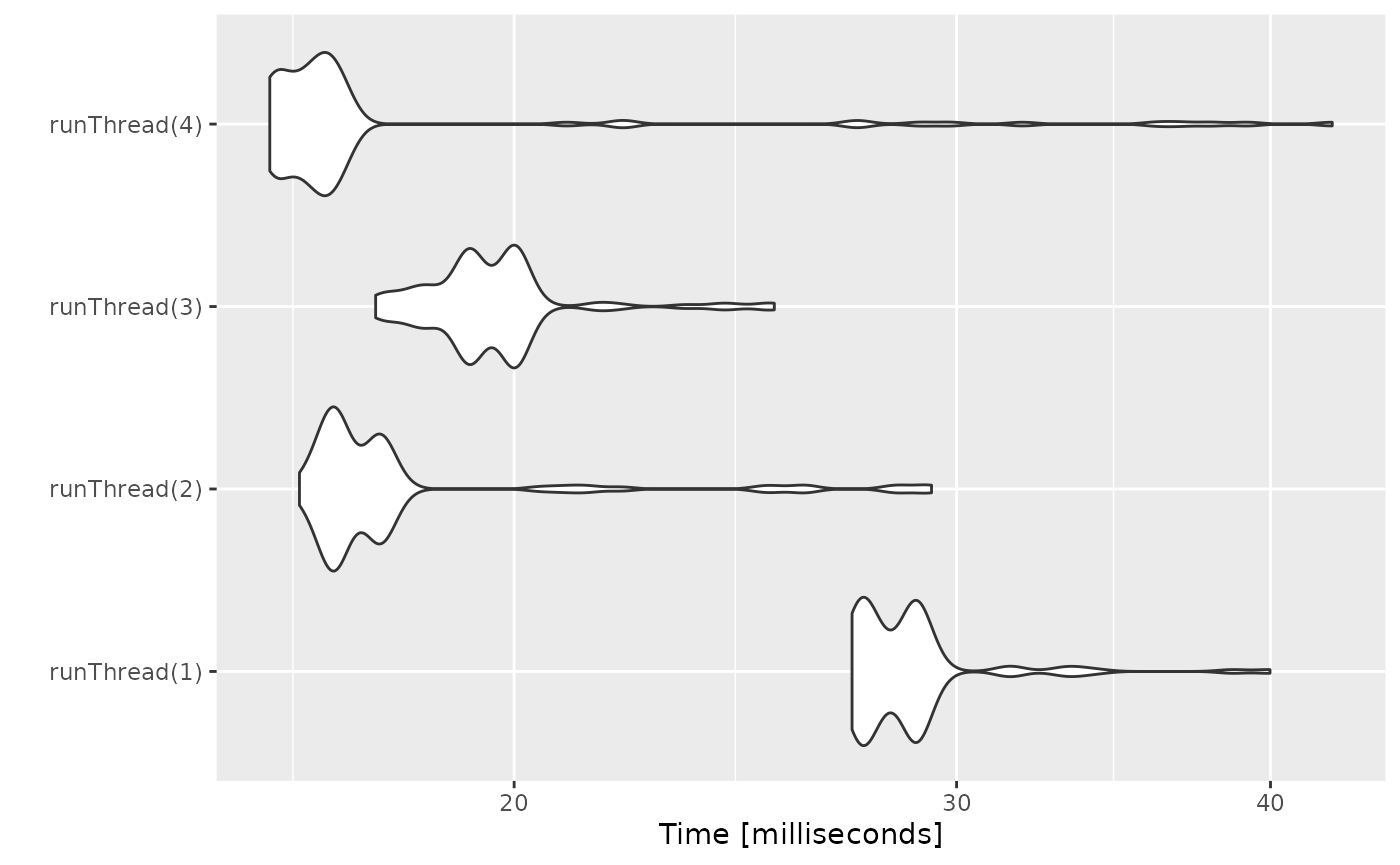 runThread(4)
runThread(3)
runThread(2)
runThread(1)
20 30 40
Time [milliseconds]